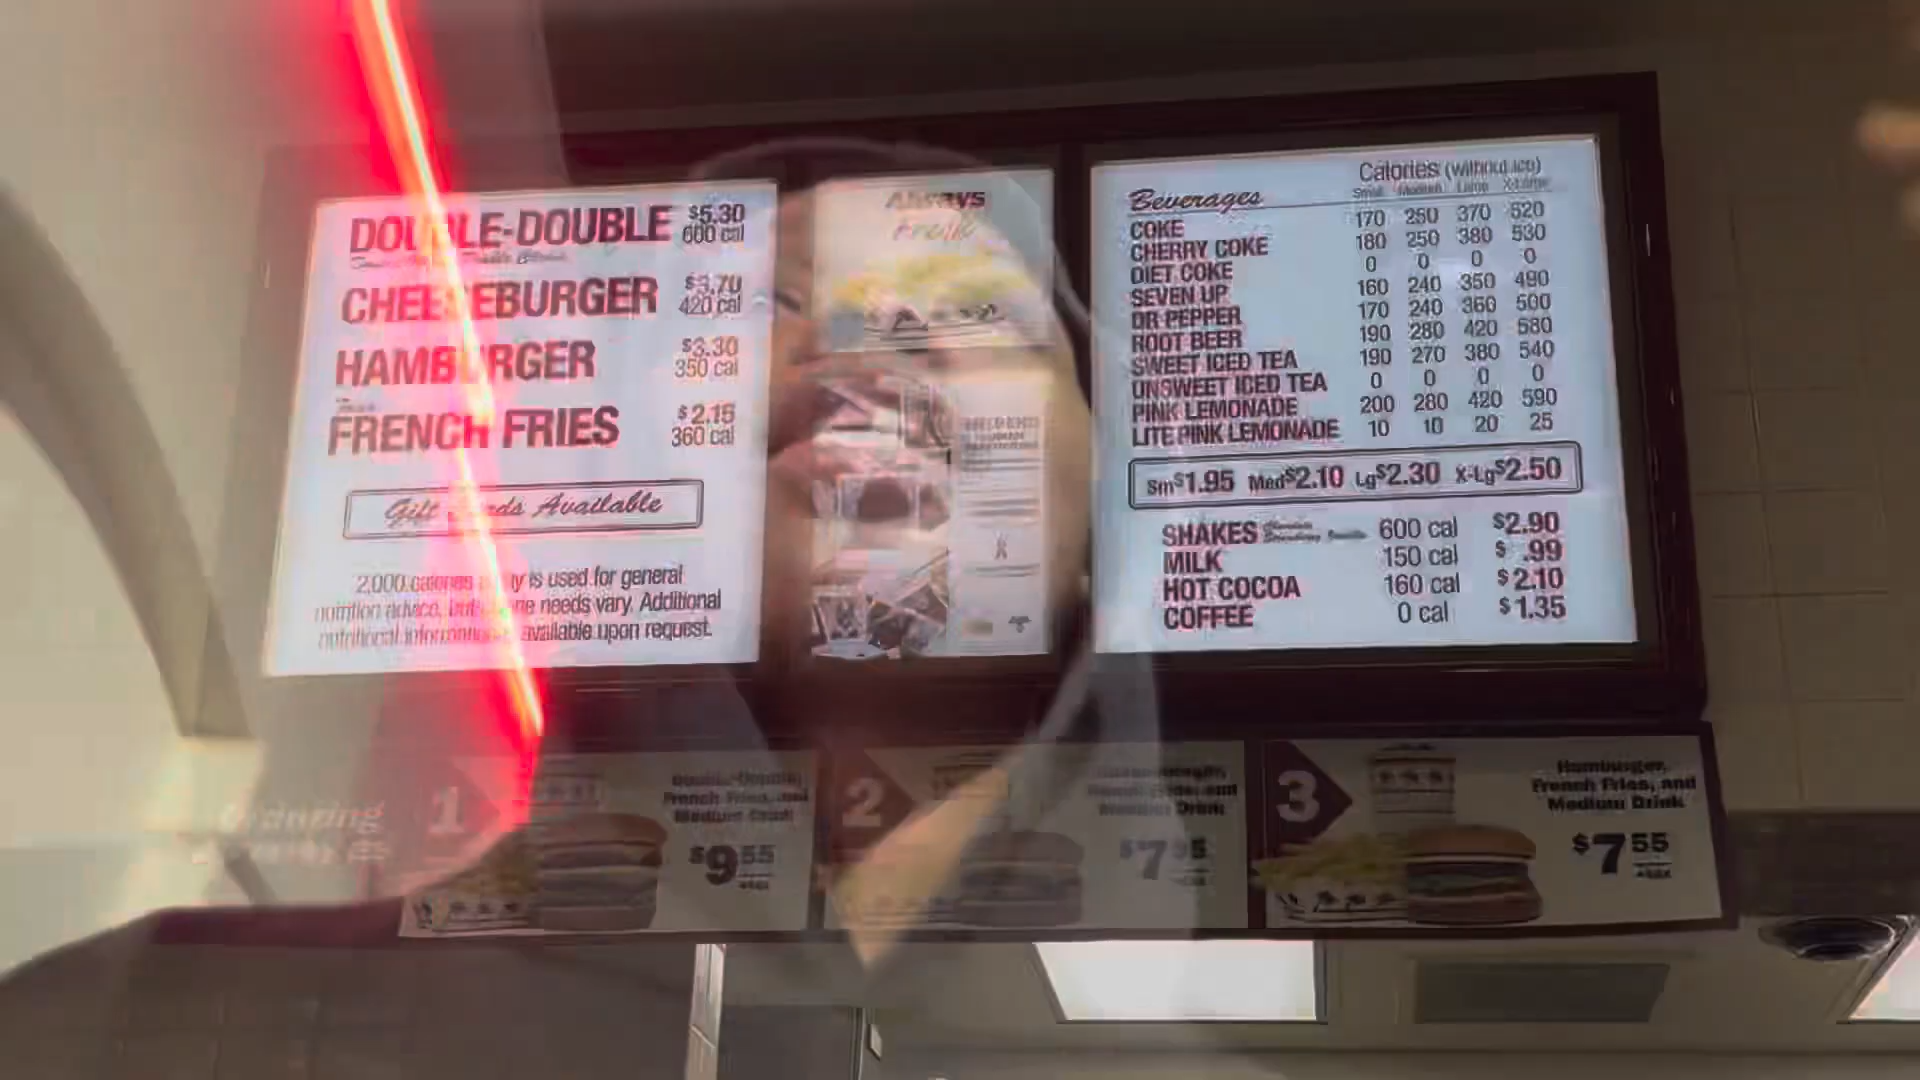 DOUBLE-DOUBLE $5.30
600 cal
CHEESEBURGER $3.70
420 cal
HAMBURGER $3.30
350 cal
FRENCH FRIES $2.15
360 cal
Gift Cards Available
2,000 calories a day is used for general
nutrition advice, but calorie needs vary. Additional
nutritional information available upon request.
Always
Fresh
Calories (without ice)
Beverages Small Medium Large X-Large
COKE 170 250 370 520
CHERRY COKE 180 250 380 530
DIET COKE 0 0 0 0
SEVEN UP 160 240 350 490
DR PEPPER 170 240 360 500
ROOT BEER 190 280 420 580
SWEET ICED TEA 190 270 380 540
UNSWEET ICED TEA 0 0 0 0
PINK LEMONADE 200 280 420 590
LITE PINK LEMONADE 10 10 20 25
Sm $1.95 Med $2.10 Lg $2.30 X-Lg $2.50
SHAKES 600 cal $2.90
MILK 150 cal $ .99
HOT COCOA 160 cal $2.10
COFFEE 0 cal $1.35
1
Double-Double,
French Fries, and
Medium Drink
$9 55
2
Medium Drink
3
Hamburger,
French Fries, and
Medium Drink
$7 55